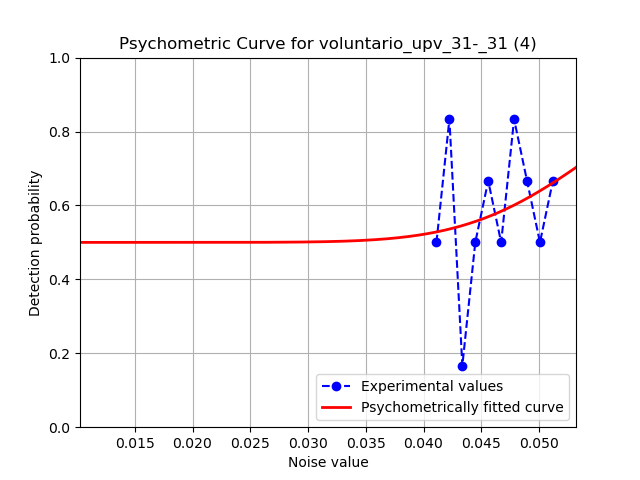 Psychometric Curve for voluntario_upv_31-_31 (4)
Detection probability
1.0
0.8
0.6
0.4
0.2
0.0
0.015 0.020 0.025 0.030 0.035 0.040 0.045 0.050
Noise value
Experimental values
Psychometrically fitted curve